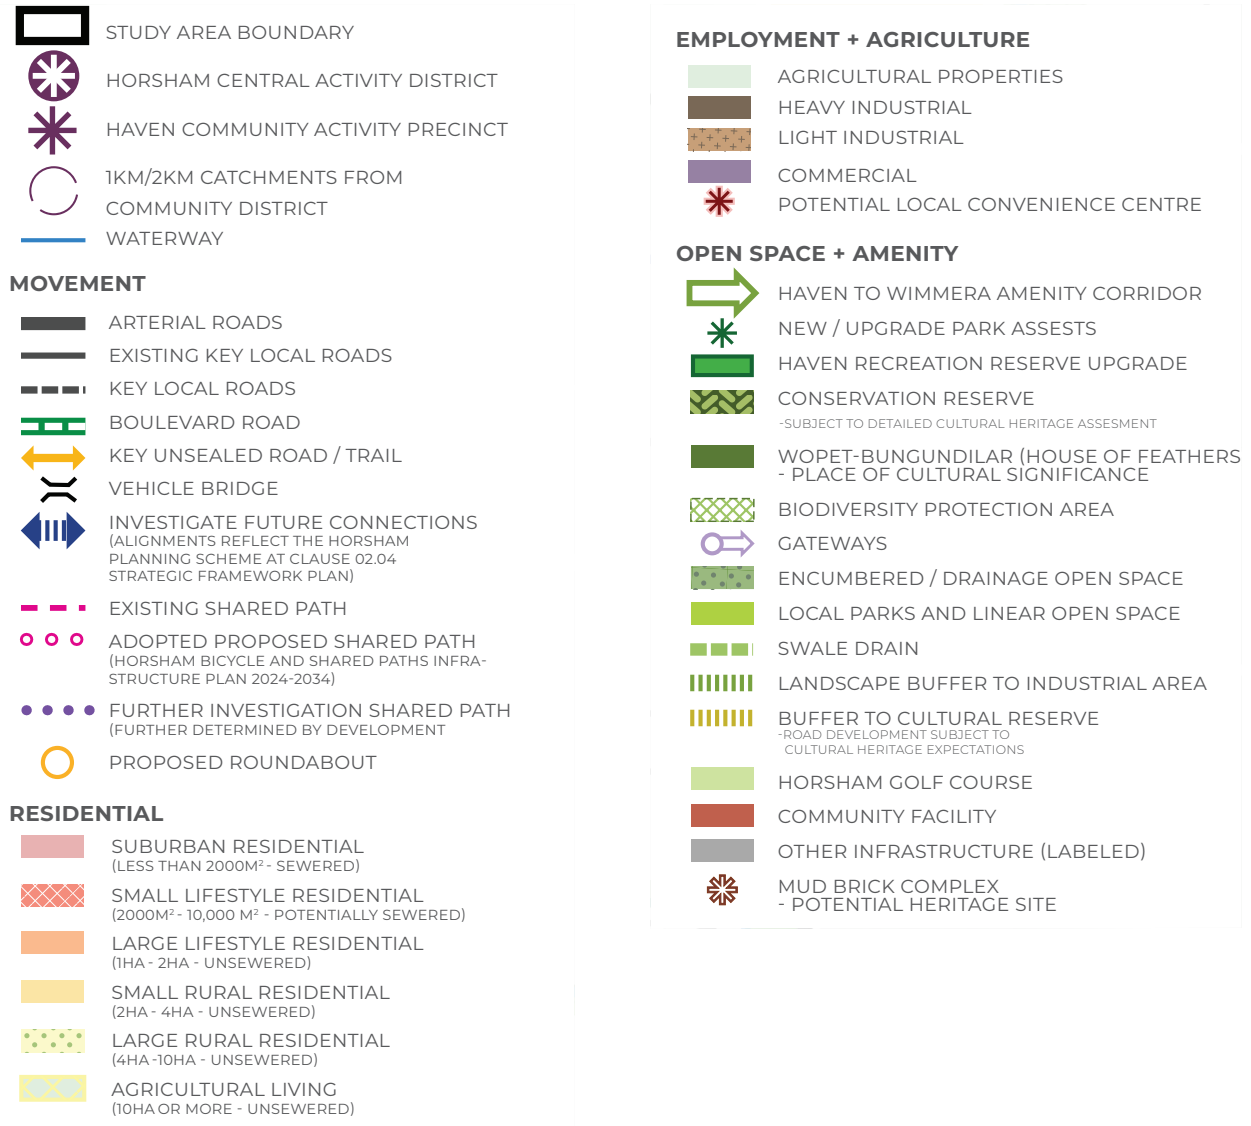 STUDY AREA BOUNDARY
HORSHAM CENTRAL ACTIVITY DISTRICT
HAVEN COMMUNITY ACTIVITY PRECINCT
1KM/2KM CATCHMENTS FROM
COMMUNITY DISTRICT
WATERWAY
MOVEMENT
ARTERIAL ROADS
EXISTING KEY LOCAL ROADS
KEY LOCAL ROADS
BOULEVARD ROAD
KEY UNSEALED ROAD / TRAIL
VEHICLE BRIDGE
INVESTIGATE FUTURE CONNECTIONS
(ALIGNMENTS REFLECT THE HORSHAM
PLANNING SCHEME AT CLAUSE 02.04
STRATEGIC FRAMEWORK PLAN)
EXISTING SHARED PATH
ADOPTED PROPOSED SHARED PATH
(HORSHAM BICYCLE AND SHARED PATHS INFRA-
STRUCTURE PLAN 2024-2034)
FURTHER INVESTIGATION SHARED PATH
(FURTHER DETERMINED BY DEVELOPMENT
PROPOSED ROUNDABOUT
RESIDENTIAL
SUBURBAN RESIDENTIAL
(LESS THAN 2000M² - SEWERED)
SMALL LIFESTYLE RESIDENTIAL
(2000M² - 10,000 M² - POTENTIALLY SEWERED)
LARGE LIFESTYLE RESIDENTIAL
(1HA - 2HA - UNSEWERED)
SMALL RURAL RESIDENTIAL
(2HA - 4HA - UNSEWERED)
LARGE RURAL RESIDENTIAL
(4HA -10HA - UNSEWERED)
AGRICULTURAL LIVING
(10HA OR MORE - UNSEWERED)
EMPLOYMENT + AGRICULTURE
AGRICULTURAL PROPERTIES
HEAVY INDUSTRIAL
LIGHT INDUSTRIAL
COMMERCIAL
POTENTIAL LOCAL CONVENIENCE CENTRE
OPEN SPACE + AMENITY
HAVEN TO WIMMERA AMENITY CORRIDOR
NEW / UPGRADE PARK ASSESTS
HAVEN RECREATION RESERVE UPGRADE
CONSERVATION RESERVE
-SUBJECT TO DETAILED CULTURAL HERITAGE ASSESMENT
WOPET-BUNGUNDILAR (HOUSE OF FEATHERS
- PLACE OF CULTURAL SIGNIFICANCE
BIODIVERSITY PROTECTION AREA
GATEWAYS
ENCUMBERED / DRAINAGE OPEN SPACE
LOCAL PARKS AND LINEAR OPEN SPACE
SWALE DRAIN
LANDSCAPE BUFFER TO INDUSTRIAL AREA
BUFFER TO CULTURAL RESERVE
-ROAD DEVELOPMENT SUBJECT TO
CULTURAL HERITAGE EXPECTATIONS
HORSHAM GOLF COURSE
COMMUNITY FACILITY
OTHER INFRASTRUCTURE (LABELED)
MUD BRICK COMPLEX
- POTENTIAL HERITAGE SITE